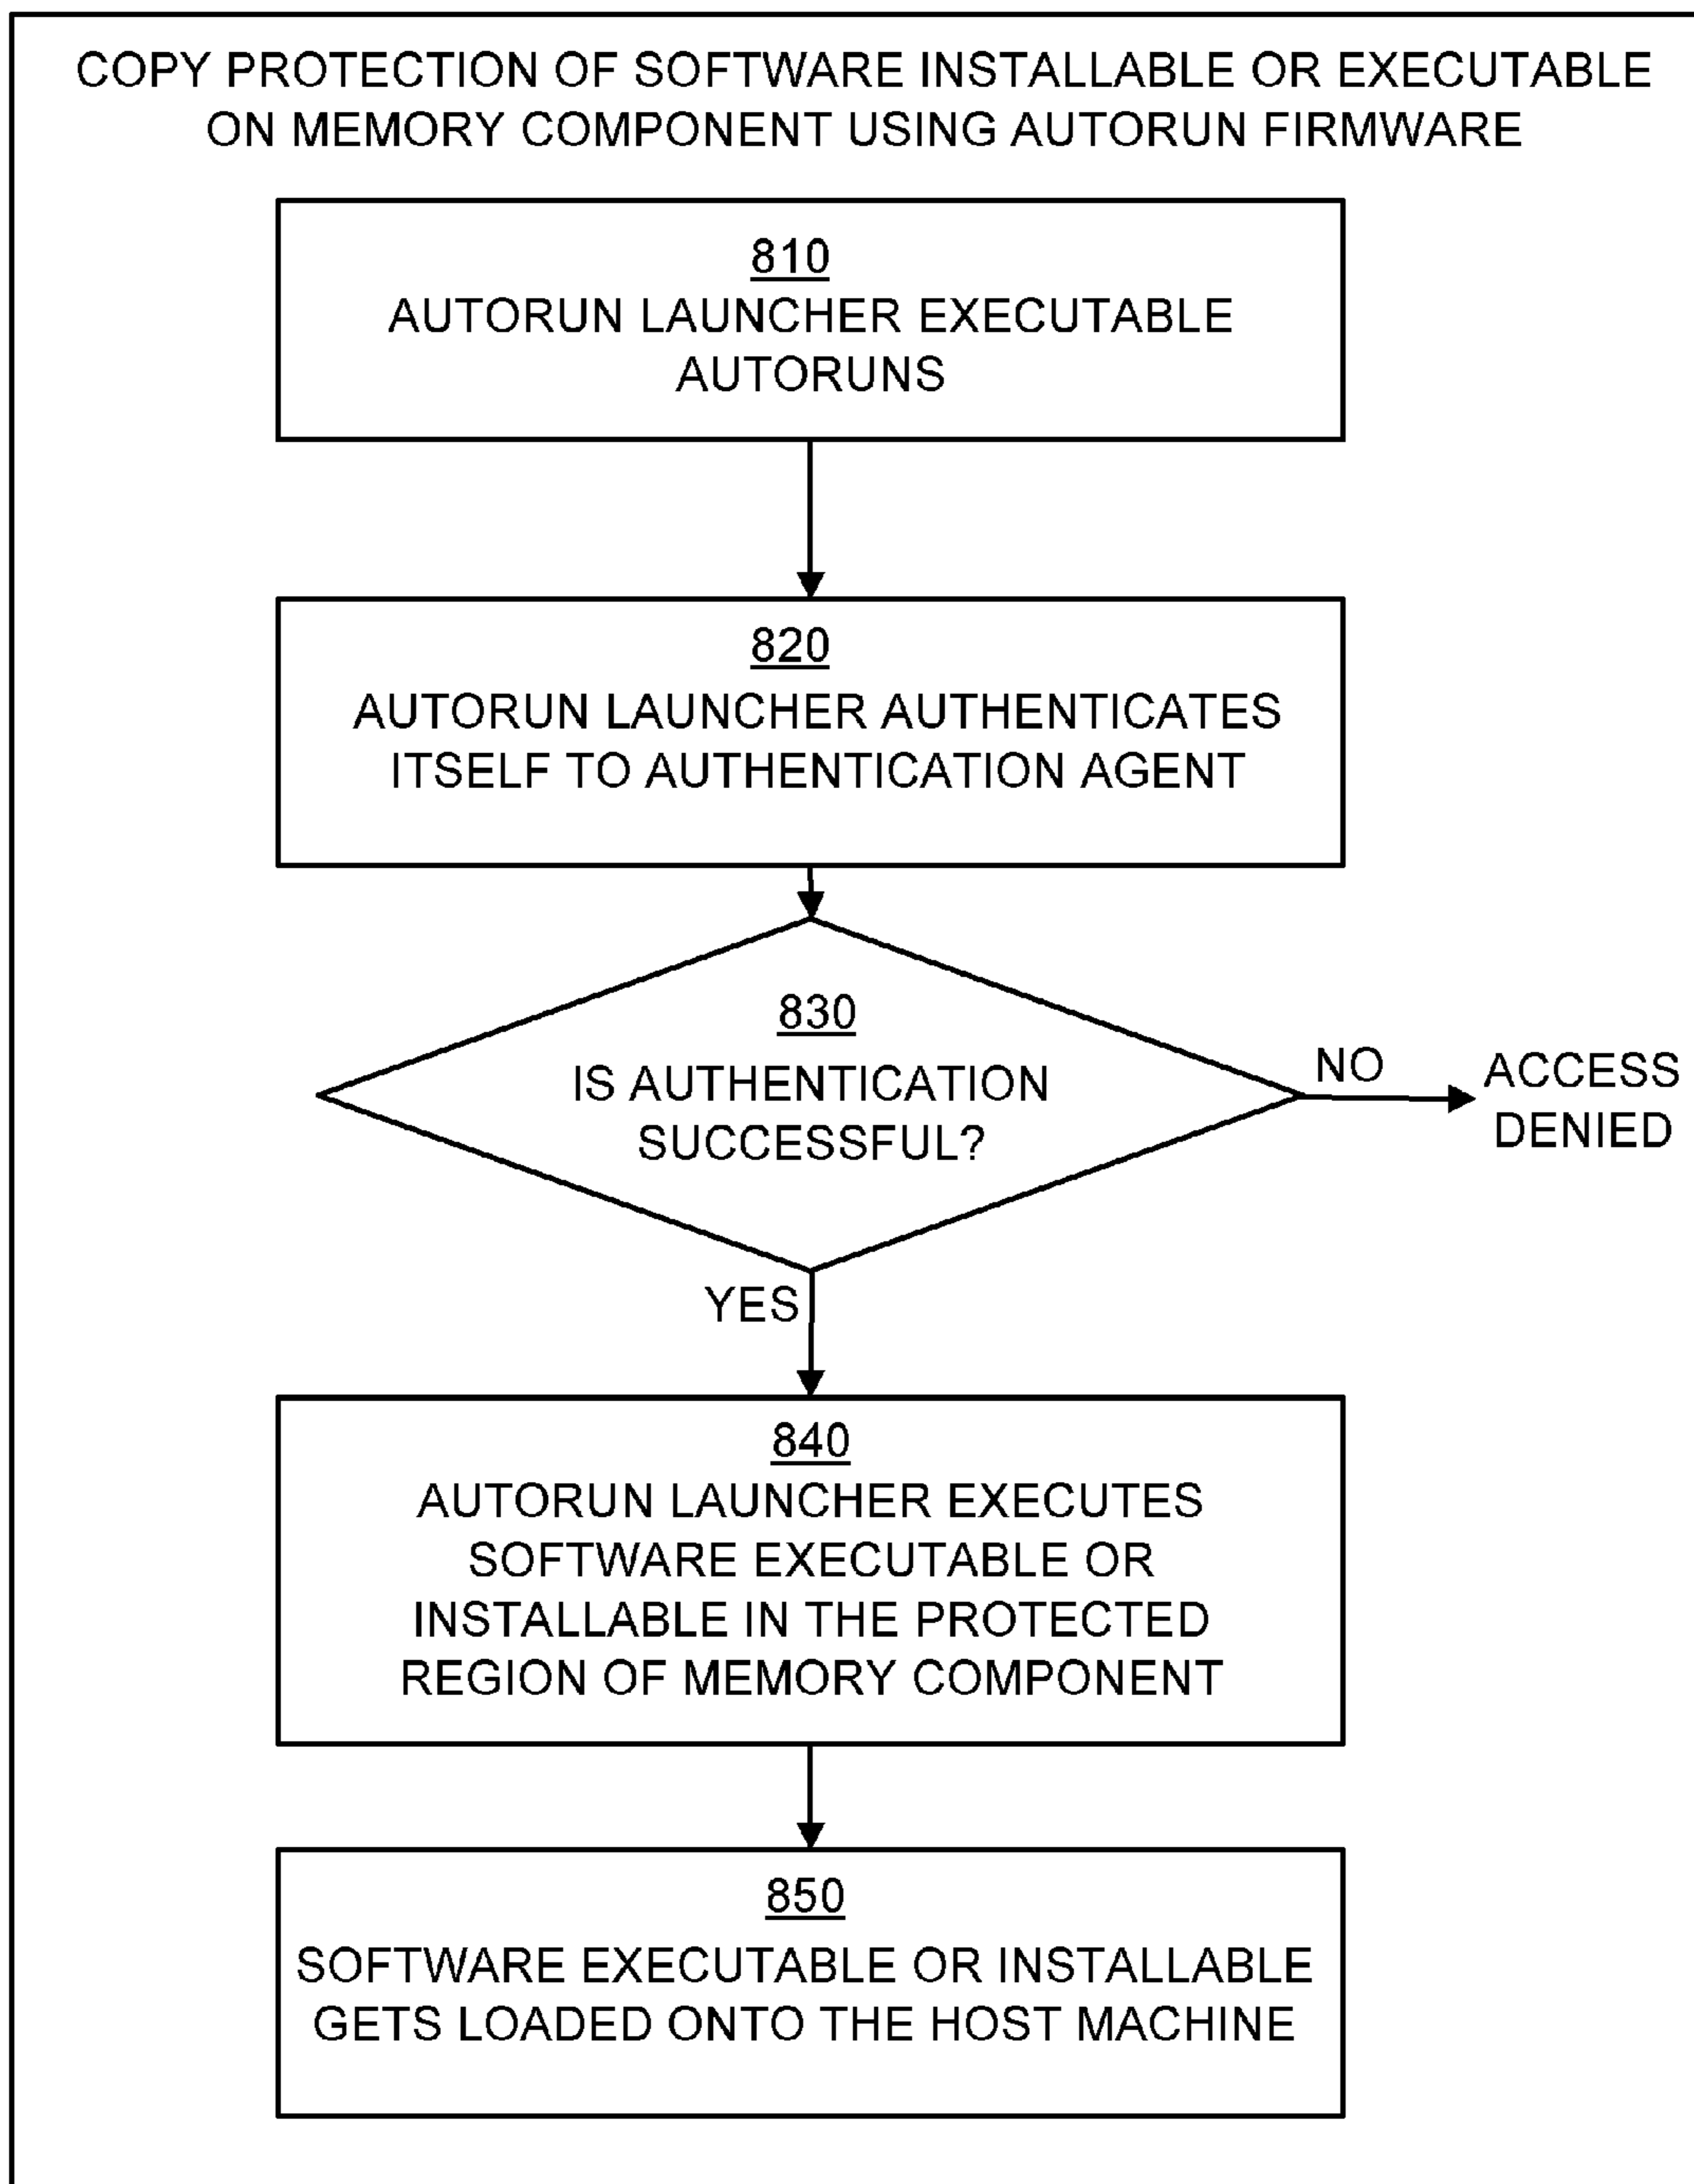 COPY PROTECTION OF SOFTWARE INSTALLABLE OR EXECUTABLE
ON MEMORY COMPONENT USING AUTORUN FIRMWARE
810
AUTORUN LAUNCHER EXECUTABLE
AUTORUNS
820
AUTORUN LAUNCHER AUTHENTICATES
ITSELF TO AUTHENTICATION AGENT
830
IS AUTHENTICATION
SUCCESSFUL?
NO
ACCESS
DENIED
YES
840
AUTORUN LAUNCHER EXECUTES
SOFTWARE EXECUTABLE OR
INSTALLABLE IN THE PROTECTED
REGION OF MEMORY COMPONENT
850
SOFTWARE EXECUTABLE OR INSTALLABLE
GETS LOADED ONTO THE HOST MACHINE